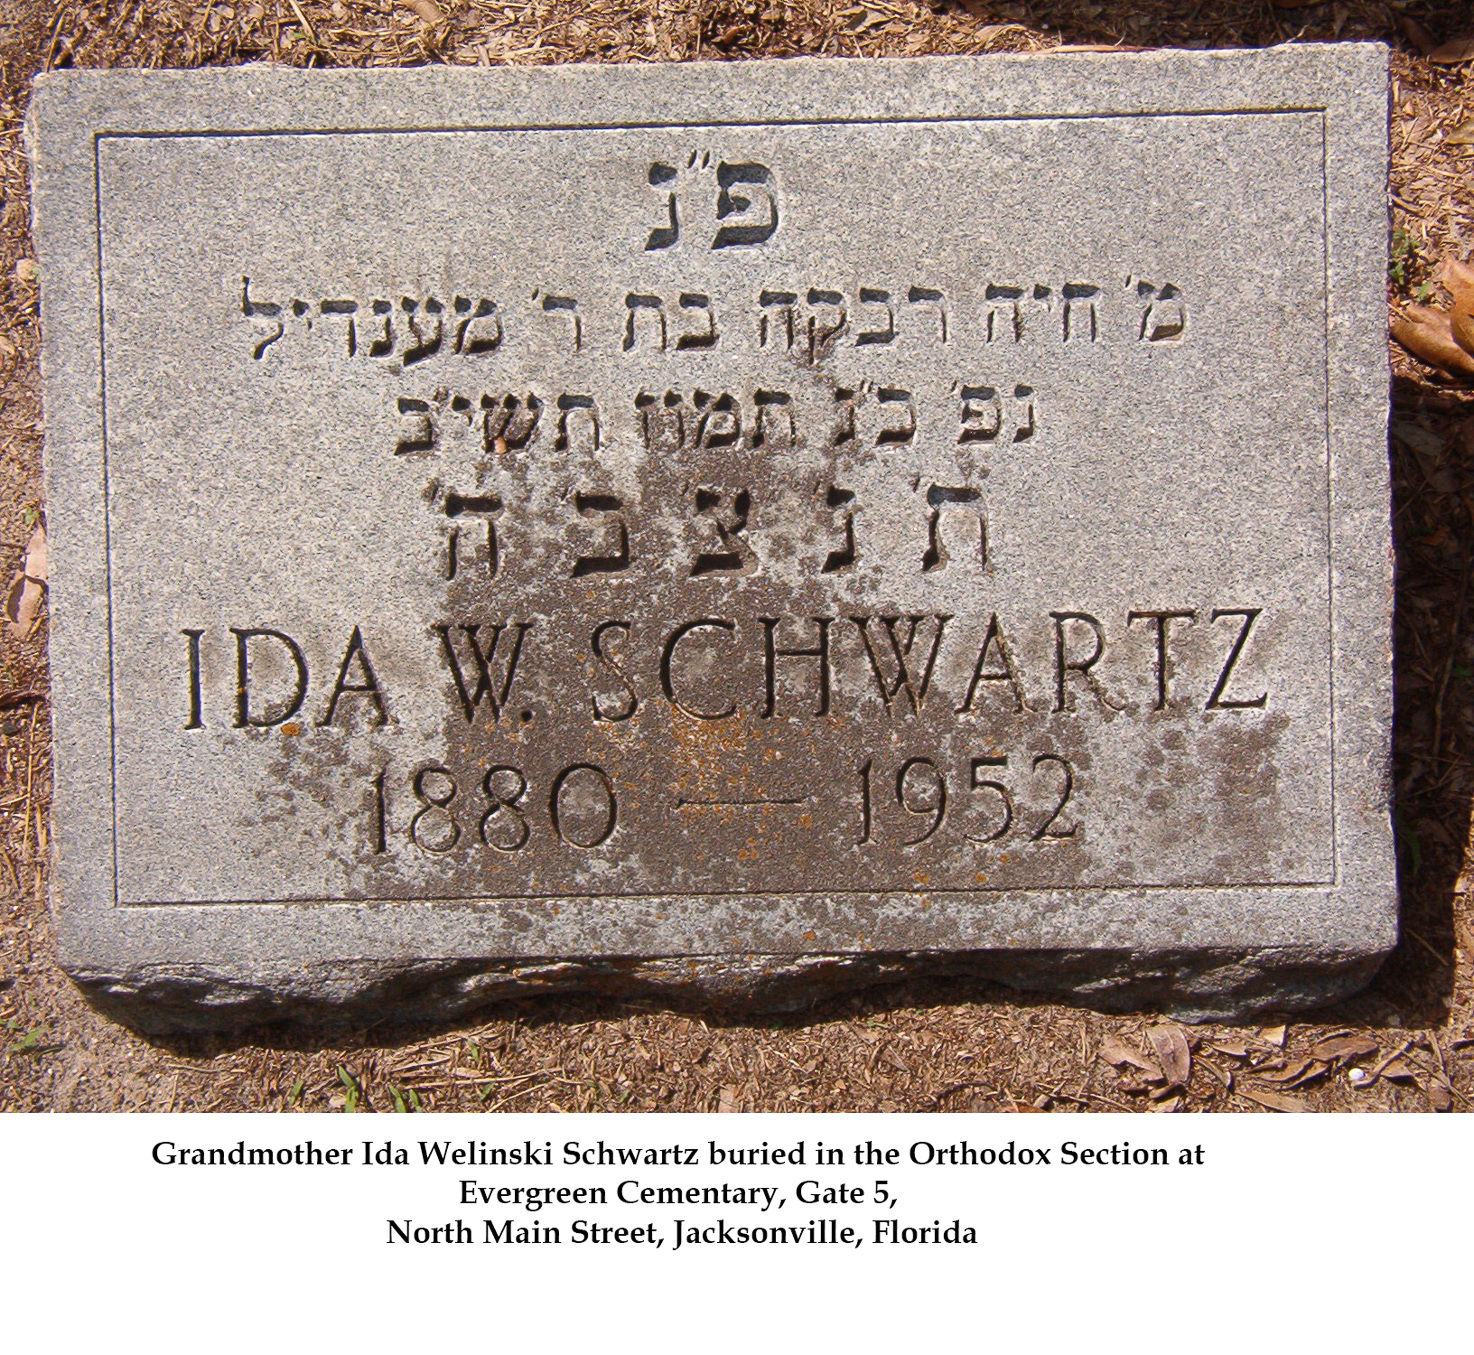 פ"נ
מ' חיה רבקה בת ר' מענדיל
נפ' כ"ג תמוז תשי"ב
ת' נ' צ' ב' ה'
IDA W. SCHWARTZ
1880 — 1952
Grandmother Ida Welinski Schwartz buried in the Orthodox Section at
Evergreen Cementary, Gate 5,
North Main Street, Jacksonville, Florida